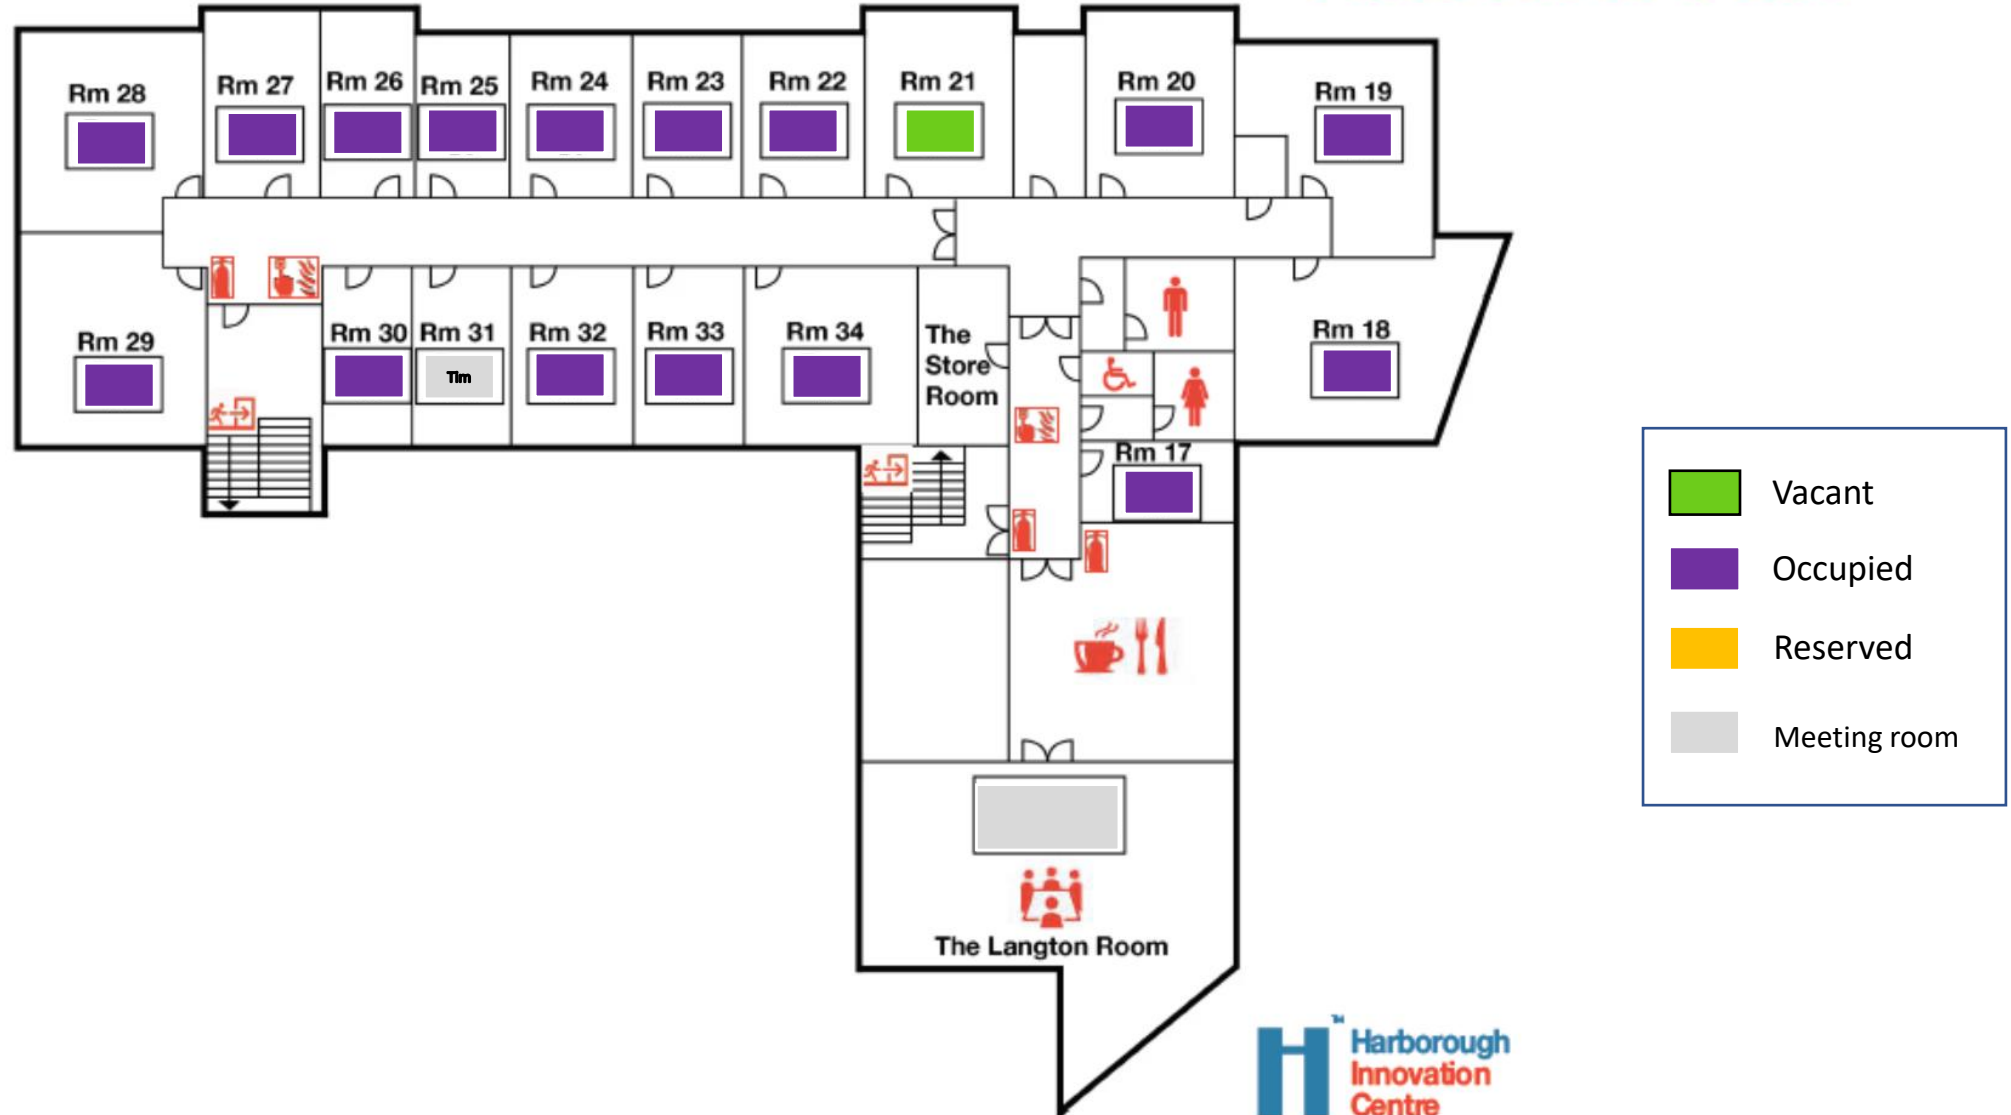 Rm 28
Rm 27
Rm 26
Rm 25
Rm 24
Rm 23
Rm 22
Rm 21
Rm 20
Rm 19
Rm 29
Rm 30
Rm 31
Tim
Rm 32
Rm 33
Rm 34
The
Store
Room
Rm 18
Rm 17
The Langton Room
Vacant
Occupied
Reserved
Meeting room
H™
Harborough
Innovation
Centre